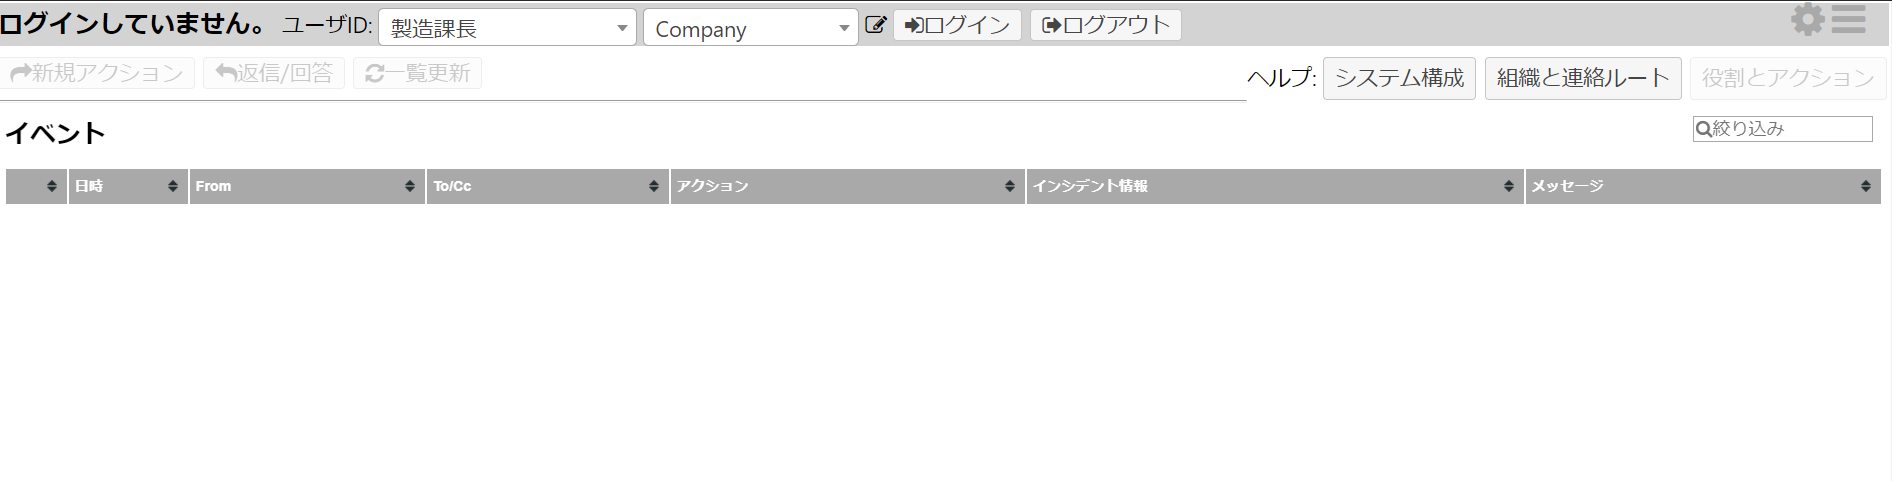 ログインしていません。 ユーザID: 製造課長 Company ログイン ログアウト
新規アクション 返信/回答 一覧更新 ヘルプ: システム構成 組織と連絡ルート 役割とアクション
イベント 絞り込み
日時 From To/Cc アクション インシデント情報 メッセージ